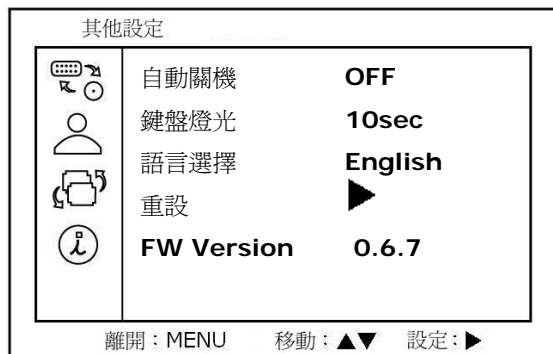 其他設定
自動關機 OFF
鍵盤燈光 10sec
語言選擇 English
重設 ▶
FW Version 0.6.7
離開：MENU 移動：▲▼ 設定：▶